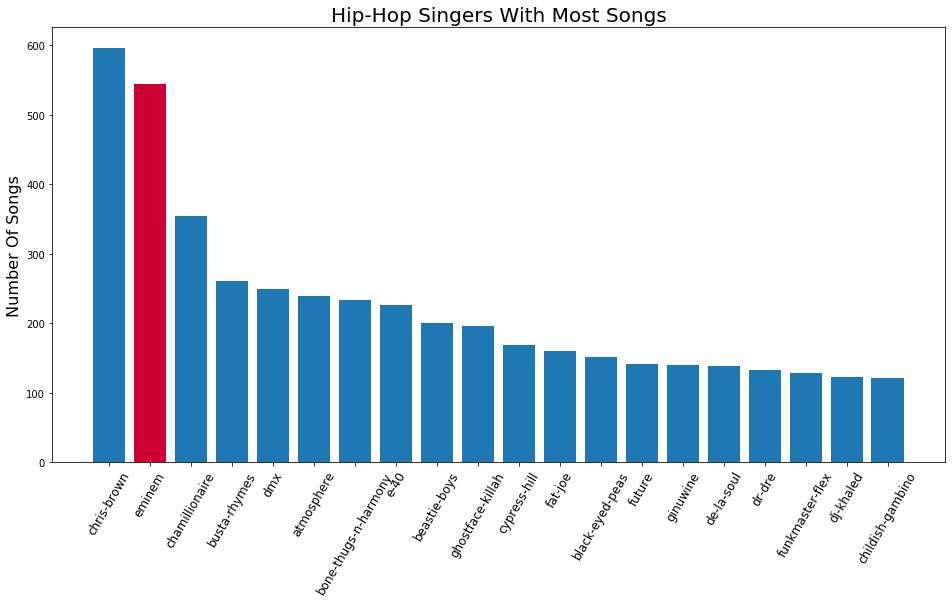 Hip-Hop Singers With Most Songs
Number Of Songs
600
500
400
300
200
100
0
chris-brown
eminem
chamillionaire
busta-rhymes
dmx
atmosphere
bone-thugs-n-harmony
e-40
beastie-boys
ghostface-killah
cypress-hill
fat-joe
black-eyed-peas
future
ginuwine
de-la-soul
dr-dre
funkmaster-flex
dj-khaled
childish-gambino